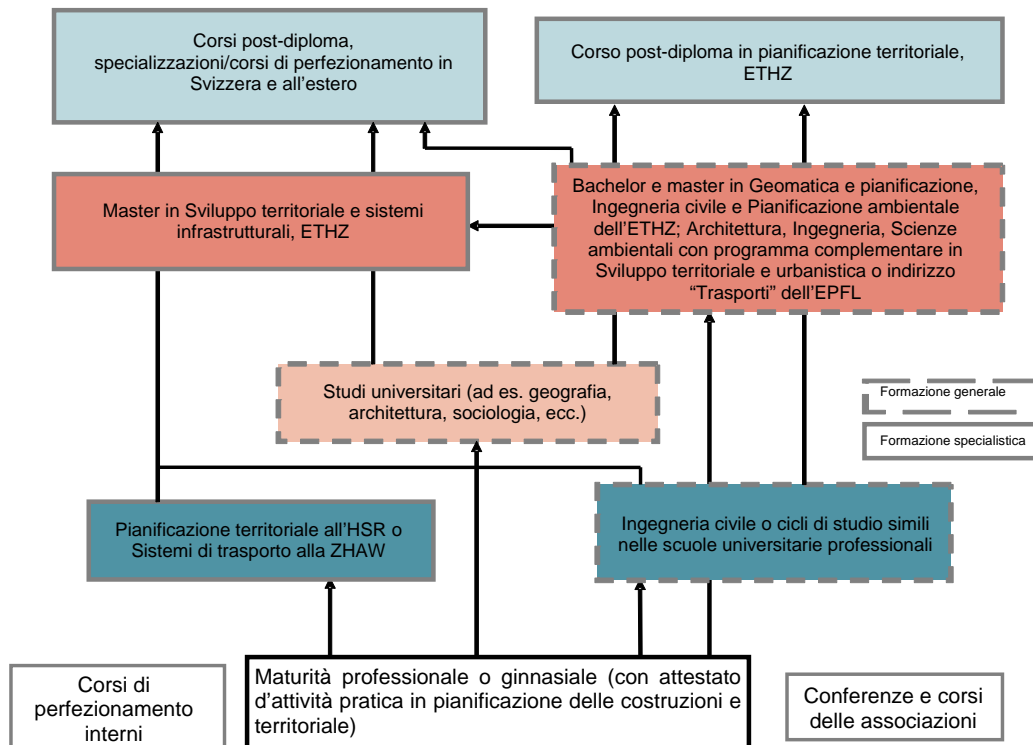 Corsi post-diploma,
specializzazioni/corsi di perfezionamento in
Svizzera e all’estero
Corso post-diploma in pianificazione territoriale,
ETHZ
Master in Sviluppo territoriale e sistemi
infrastrutturali, ETHZ
Bachelor e master in Geomatica e pianificazione,
Ingegneria civile e Pianificazione ambientale
dell’ETHZ; Architettura, Ingegneria, Scienze
ambientali con programma complementare in
Sviluppo territoriale e urbanistica o indirizzo
“Trasporti” dell’EPFL
Studi universitari (ad es. geografia,
architettura, sociologia, ecc.)
Formazione generale
Formazione specialistica
Pianificazione territoriale all’HSR o
Sistemi di trasporto alla ZHAW
Ingegneria civile o cicli di studio simili
nelle scuole universitarie professionali
Corsi di
perfezionamento
interni
Maturità professionale o ginnasiale (con attestato
d’attività pratica in pianificazione delle costruzioni e
territoriale)
Conferenze e corsi
delle associazioni